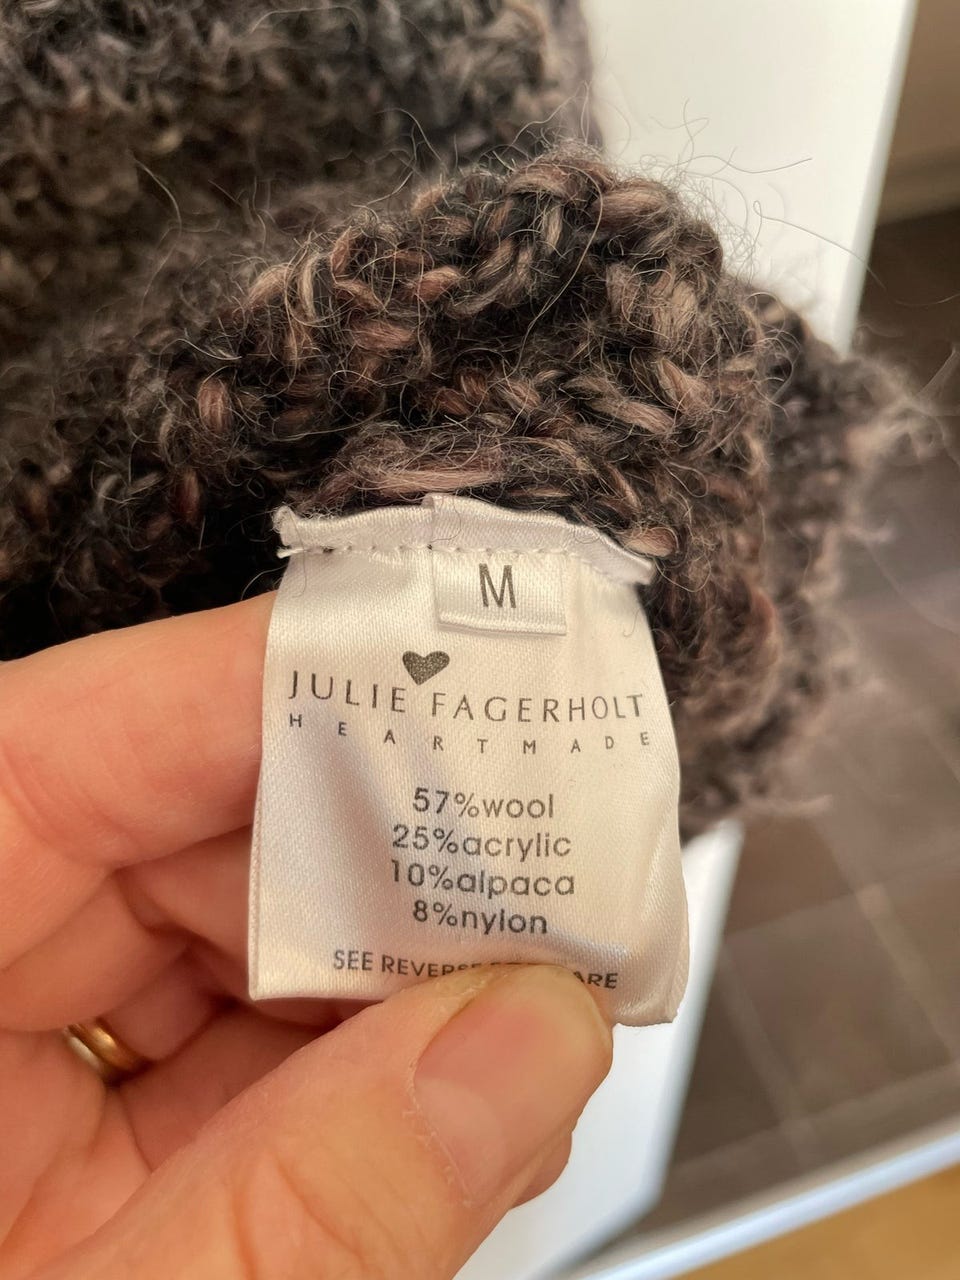 M
JULIE FAGERHOLT
HEARTMADE
57%wool
25%acrylic
10%alpaca
8%nylon
SEE REVERSE